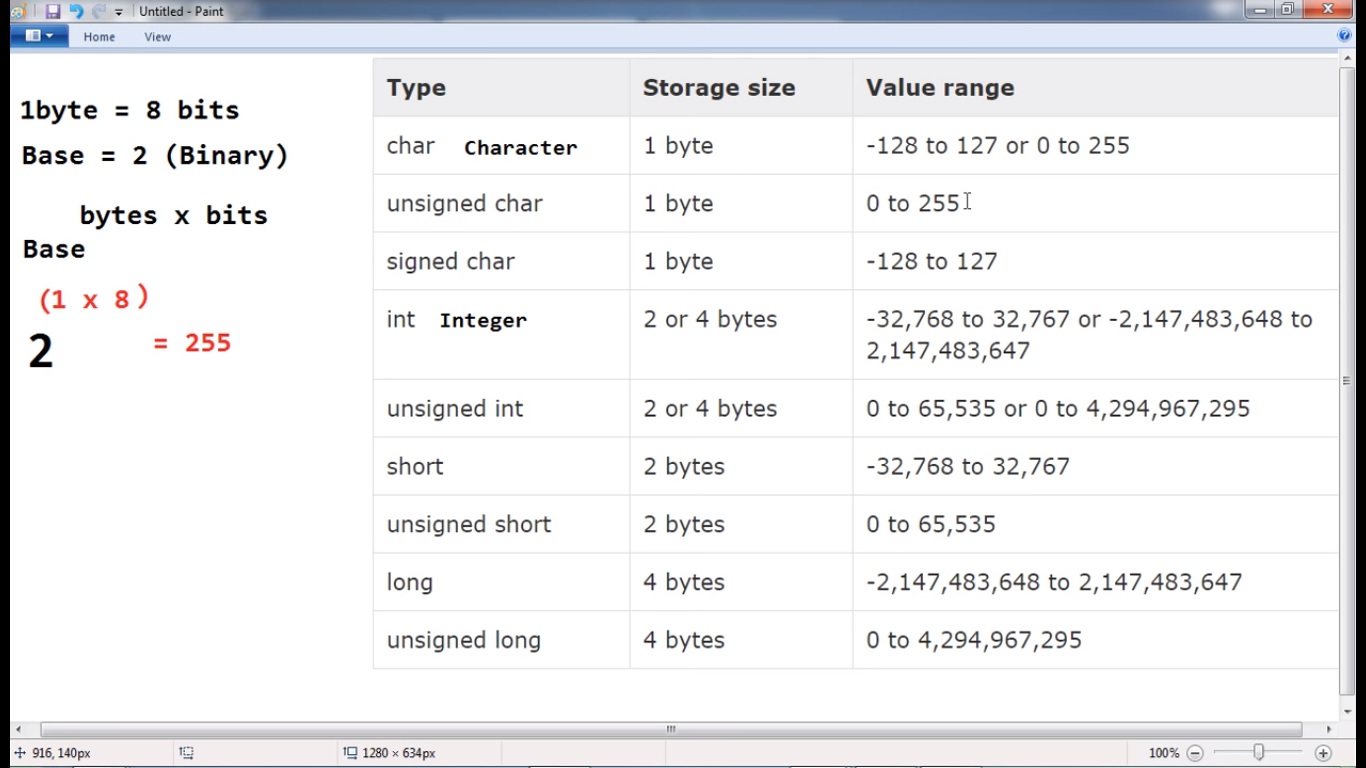 Untitled - Paint
Home View
1byte = 8 bits
Base = 2 (Binary)
bytes x bits
Base
(1 x 8)
2 = 255
Type Storage size Value range
char Character 1 byte -128 to 127 or 0 to 255
unsigned char 1 byte 0 to 255
signed char 1 byte -128 to 127
int Integer 2 or 4 bytes -32,768 to 32,767 or -2,147,483,648 to
2,147,483,647
unsigned int 2 or 4 bytes 0 to 65,535 or 0 to 4,294,967,295
short 2 bytes -32,768 to 32,767
unsigned short 2 bytes 0 to 65,535
long 4 bytes -2,147,483,648 to 2,147,483,647
unsigned long 4 bytes 0 to 4,294,967,295
916, 140px 1280 × 634px 100%